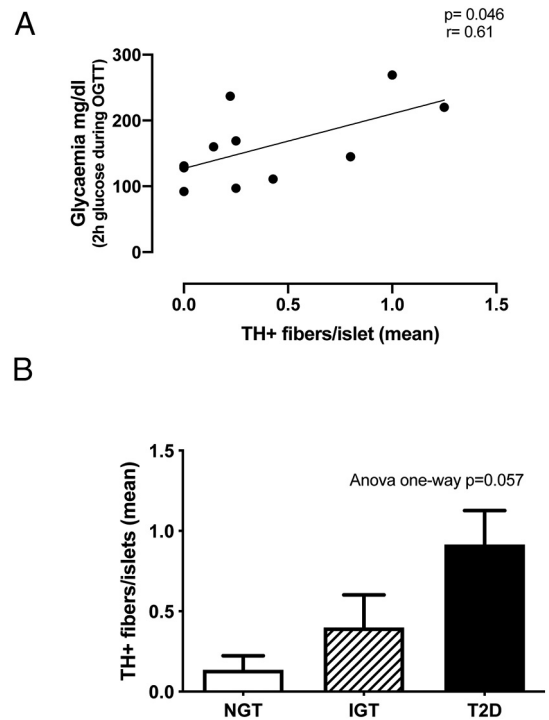 A
p= 0.046
r= 0.61
Glycaemia mg/dl
(2h glucose during OGTT)
300
200
100
0
0.0 0.5 1.0 1.5
TH+ fibers/islet (mean)
B
TH+ fibers/islets (mean)
1.5
1.0
0.5
0.0
Anova one-way p=0.057
NGT IGT T2D